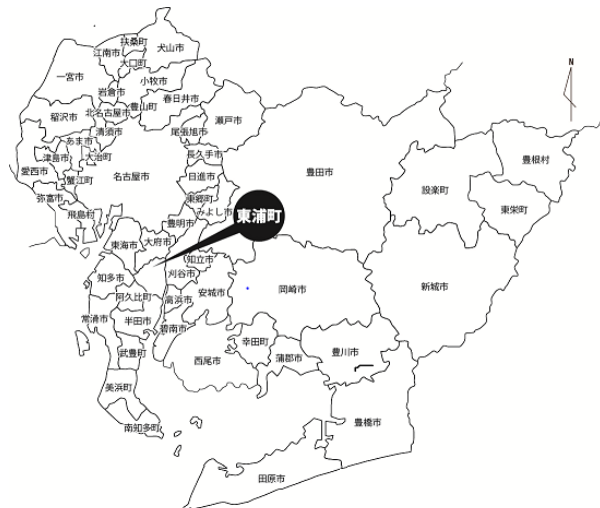 N
扶桑町
犬山市
江南市
大口町
一宮市
小牧市
岩倉市
春日井市
豊山町
北名古屋市
稲沢市
瀬戸市
清須市
尾張旭市
あま市
長久手市
津島市
大治町
愛西市
名古屋市
日進市
蟹江町
弥富市
東郷町
みよし市
飛島村
豊明市
東浦町
豊田市
設楽町
豊根村
東栄町
東海市
大府市
知立市
知多市
刈谷市
阿久比町
高浜市
安城市
岡崎市
新城市
常滑市
半田市
碧南市
武豊町
西尾市
幸田町
蒲郡市
豊川市
美浜町
南知多町
豊橋市
田原市